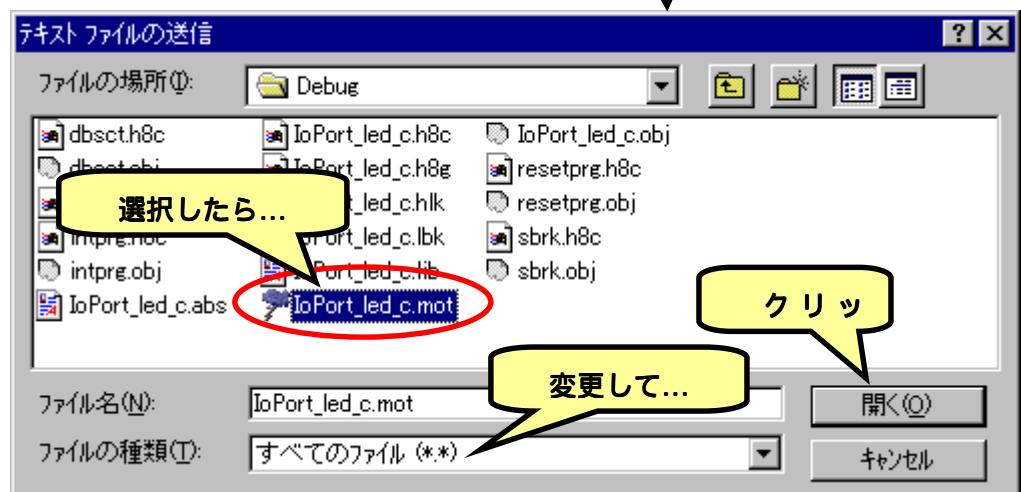 テキスト ファイルの送信
ファイルの場所(I):
Debug
dbsct.h8c
IoPort_led_c.h8c
IoPort_led_c.obj
IoPort_led_c.h8g
resetprg.h8c
選択したら...
_led_c.hlk
resetprg.obj
_led_c.lbk
sbrk.h8c
intprg.obj
sbrk.obj
IoPort_led_c.abs
IoPort_led_c.mot
クリッ
変更して...
ファイル名(N):
IoPort_led_c.mot
開く(O)
ファイルの種類(T):
すべてのファイル (*.*)
キャンセル